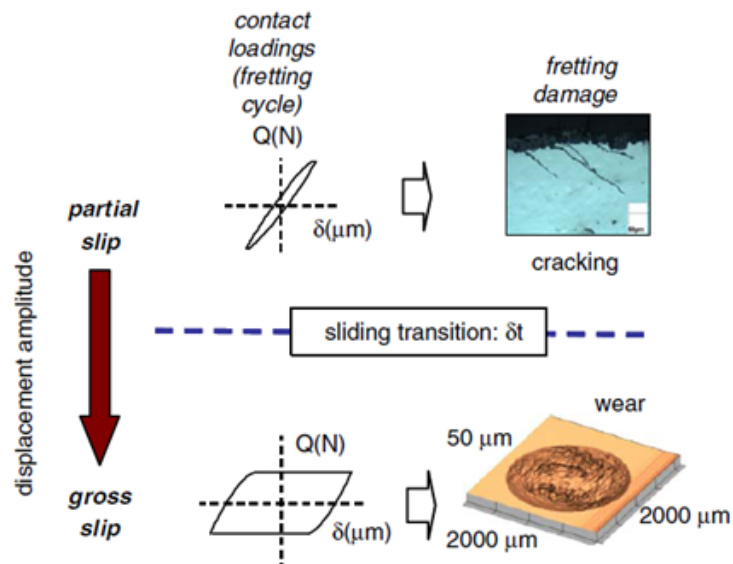 contact
loadings
(fretting
cycle)
Q(N)
δ(μm)
fretting
damage
cracking
partial
slip
displacement amplitude
sliding transition: δt
gross
slip
Q(N)
δ(μm)
wear
50 μm
2000 μm
2000 μm